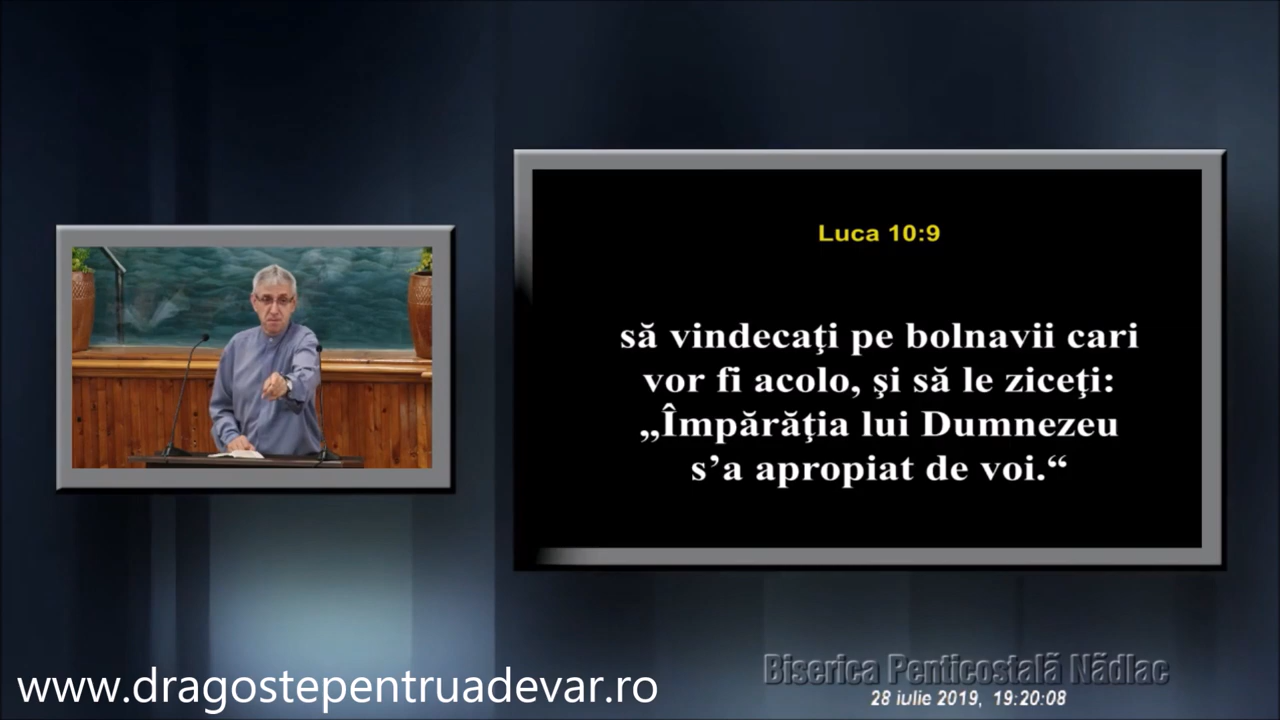 Luca 10:9
să vindecaţi pe bolnavii cari
vor fi acolo, şi să le ziceţi:
„Împărăţia lui Dumnezeu
s’a apropiat de voi.“
Biserica Penticostală Nădlac
28 iulie 2019, 19:20:08
www.dragostepentruadevar.ro